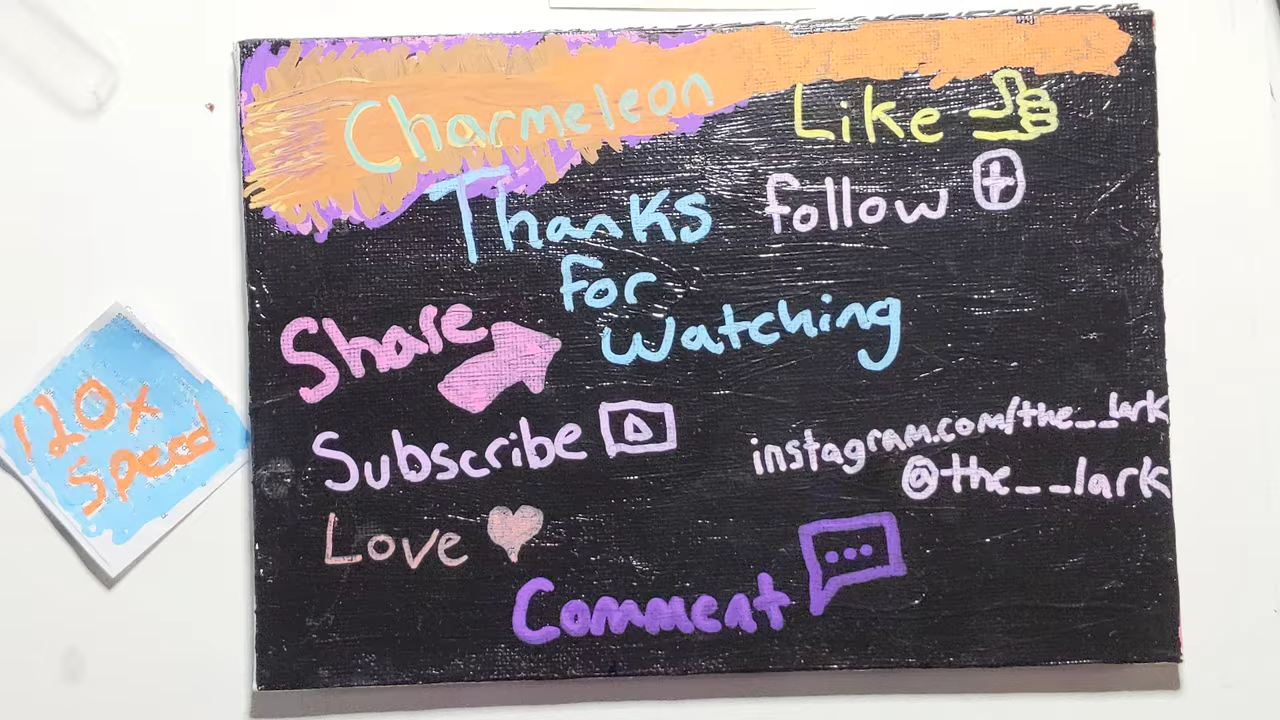 Charmeleon
Like
Thanks
follow
for
watching
Share
Subscribe
instagram.com/the__lark
@the__lark
Love
Comment
120x
Speed